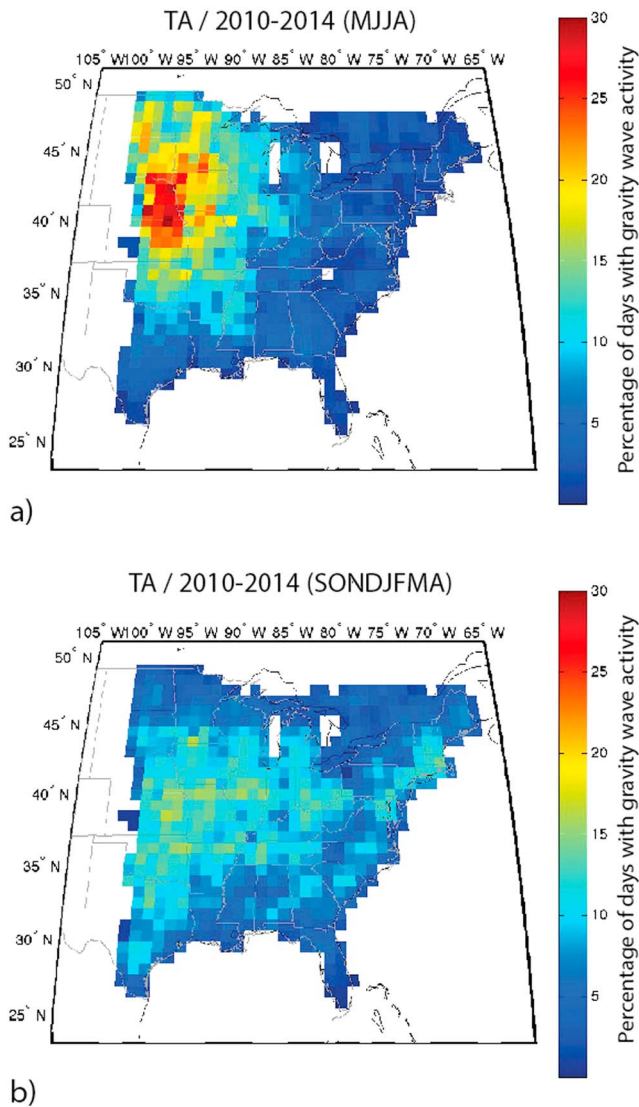 TA / 2010-2014 (MJJA)
105° W 100° W 95° W 90° W 85° W 80° W 75° W 70° W 65° W
50° N
45° N
40° N
35° N
30° N
25° N
30
25
20
15
10
5
Percentage of days with gravity wave activity
a)
TA / 2010-2014 (SONDJFMA)
105° W 100° W 95° W 90° W 85° W 80° W 75° W 70° W 65° W
50° N
45° N
40° N
35° N
30° N
25° N
30
25
20
15
10
5
Percentage of days with gravity wave activity
b)